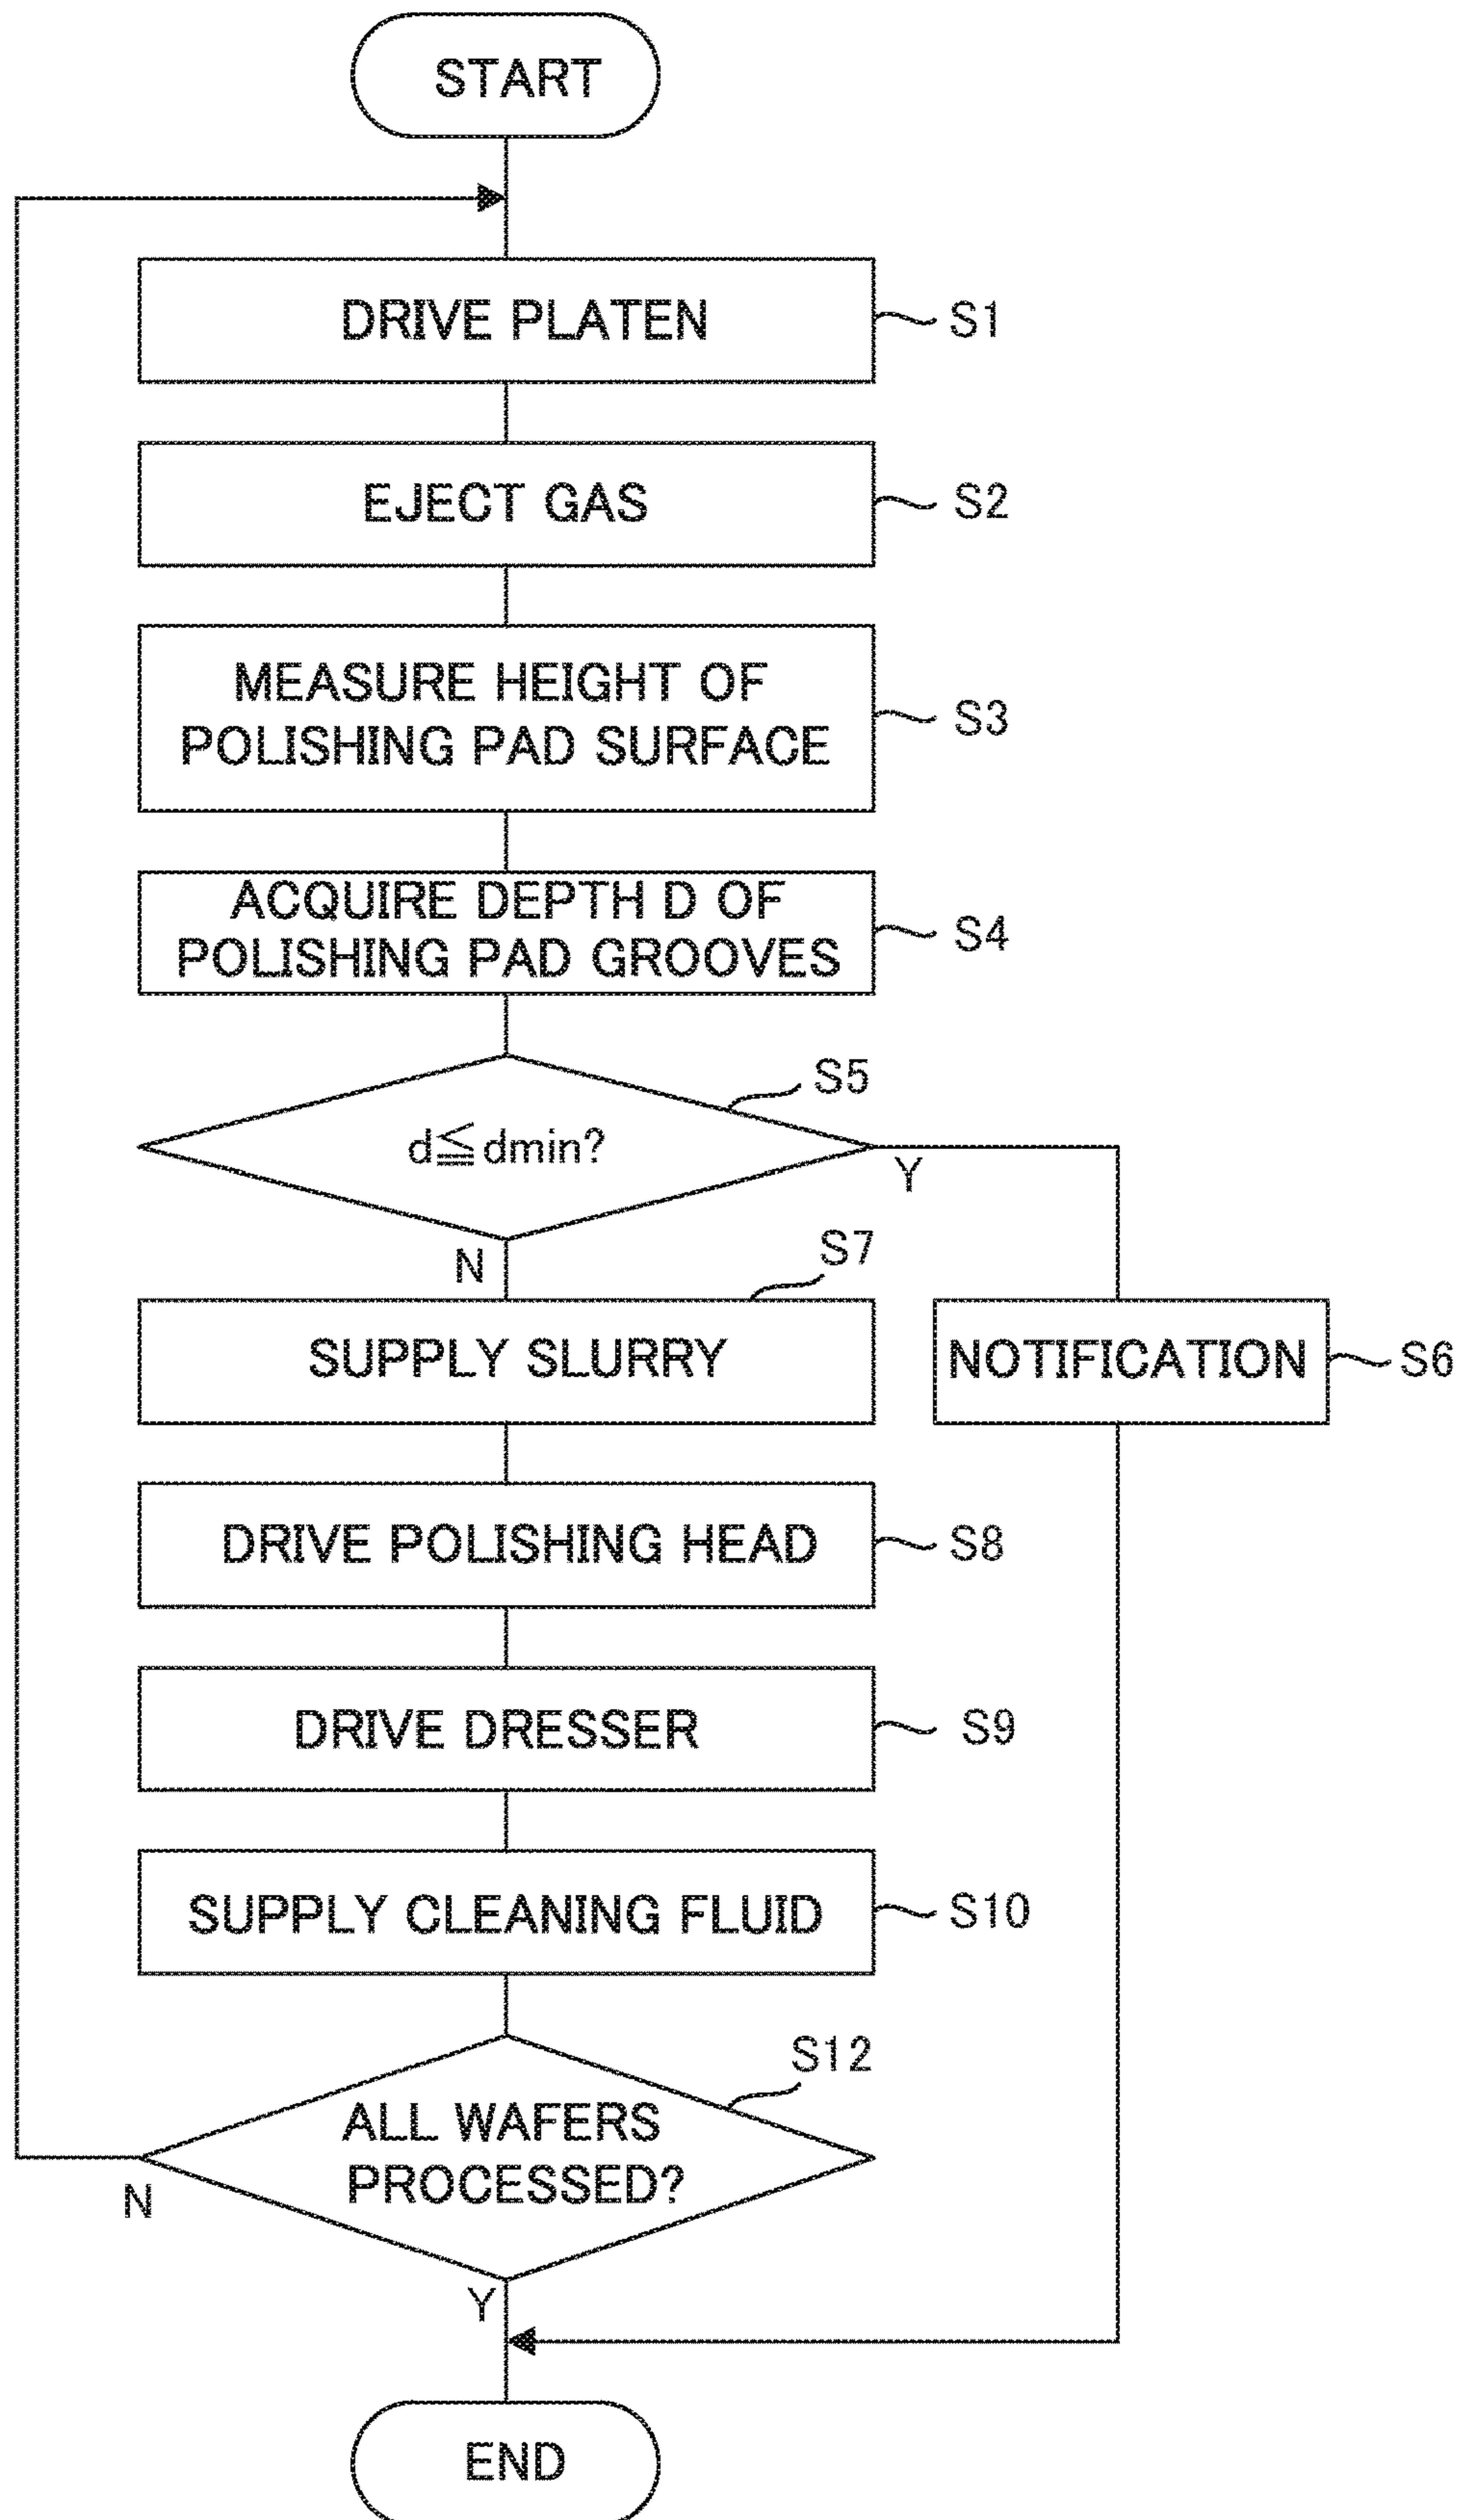 START
DRIVE PLATEN
S1
EJECT GAS
S2
MEASURE HEIGHT OF
POLISHING PAD SURFACE
S3
ACQUIRE DEPTH D OF
POLISHING PAD GROOVES
S4
S5
d≦dmin?
Y
N
S7
SUPPLY SLURRY
NOTIFICATION
S6
DRIVE POLISHING HEAD
S8
DRIVE DRESSER
S9
SUPPLY CLEANING FLUID
S10
S12
ALL WAFERS
PROCESSED?
N
Y
END